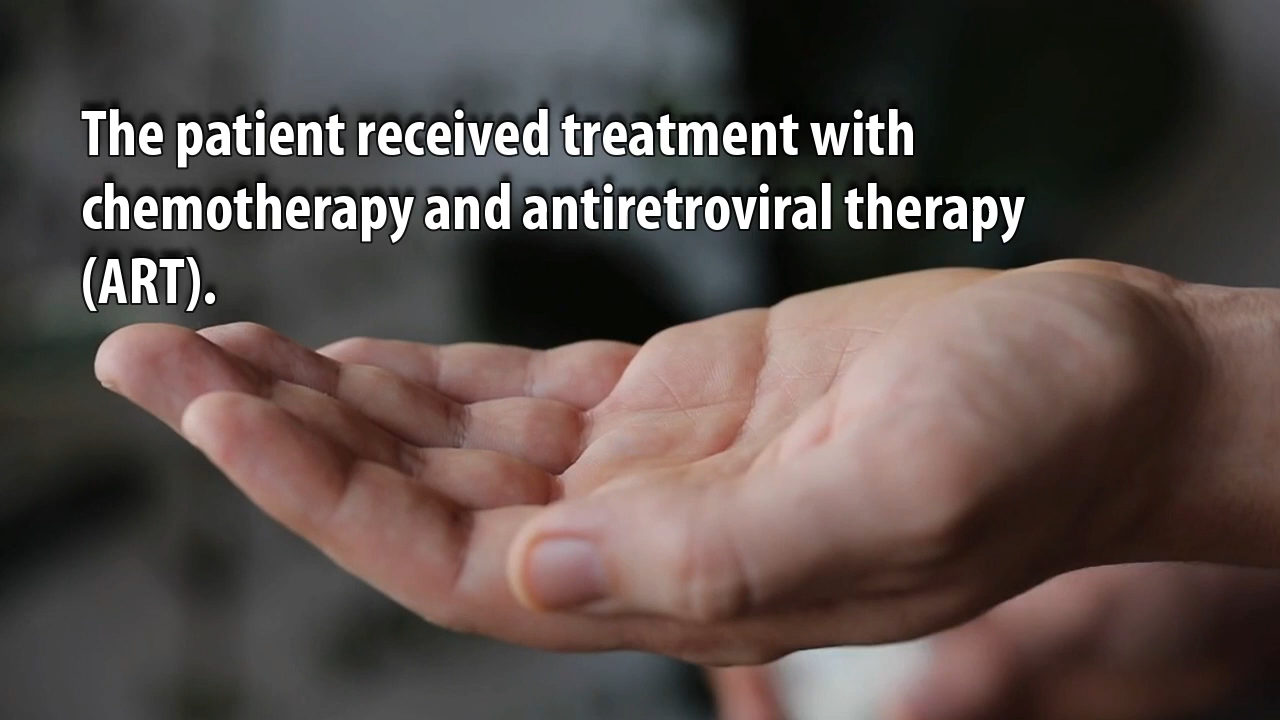 The patient received treatment with
chemotherapy and antiretroviral therapy
(ART).